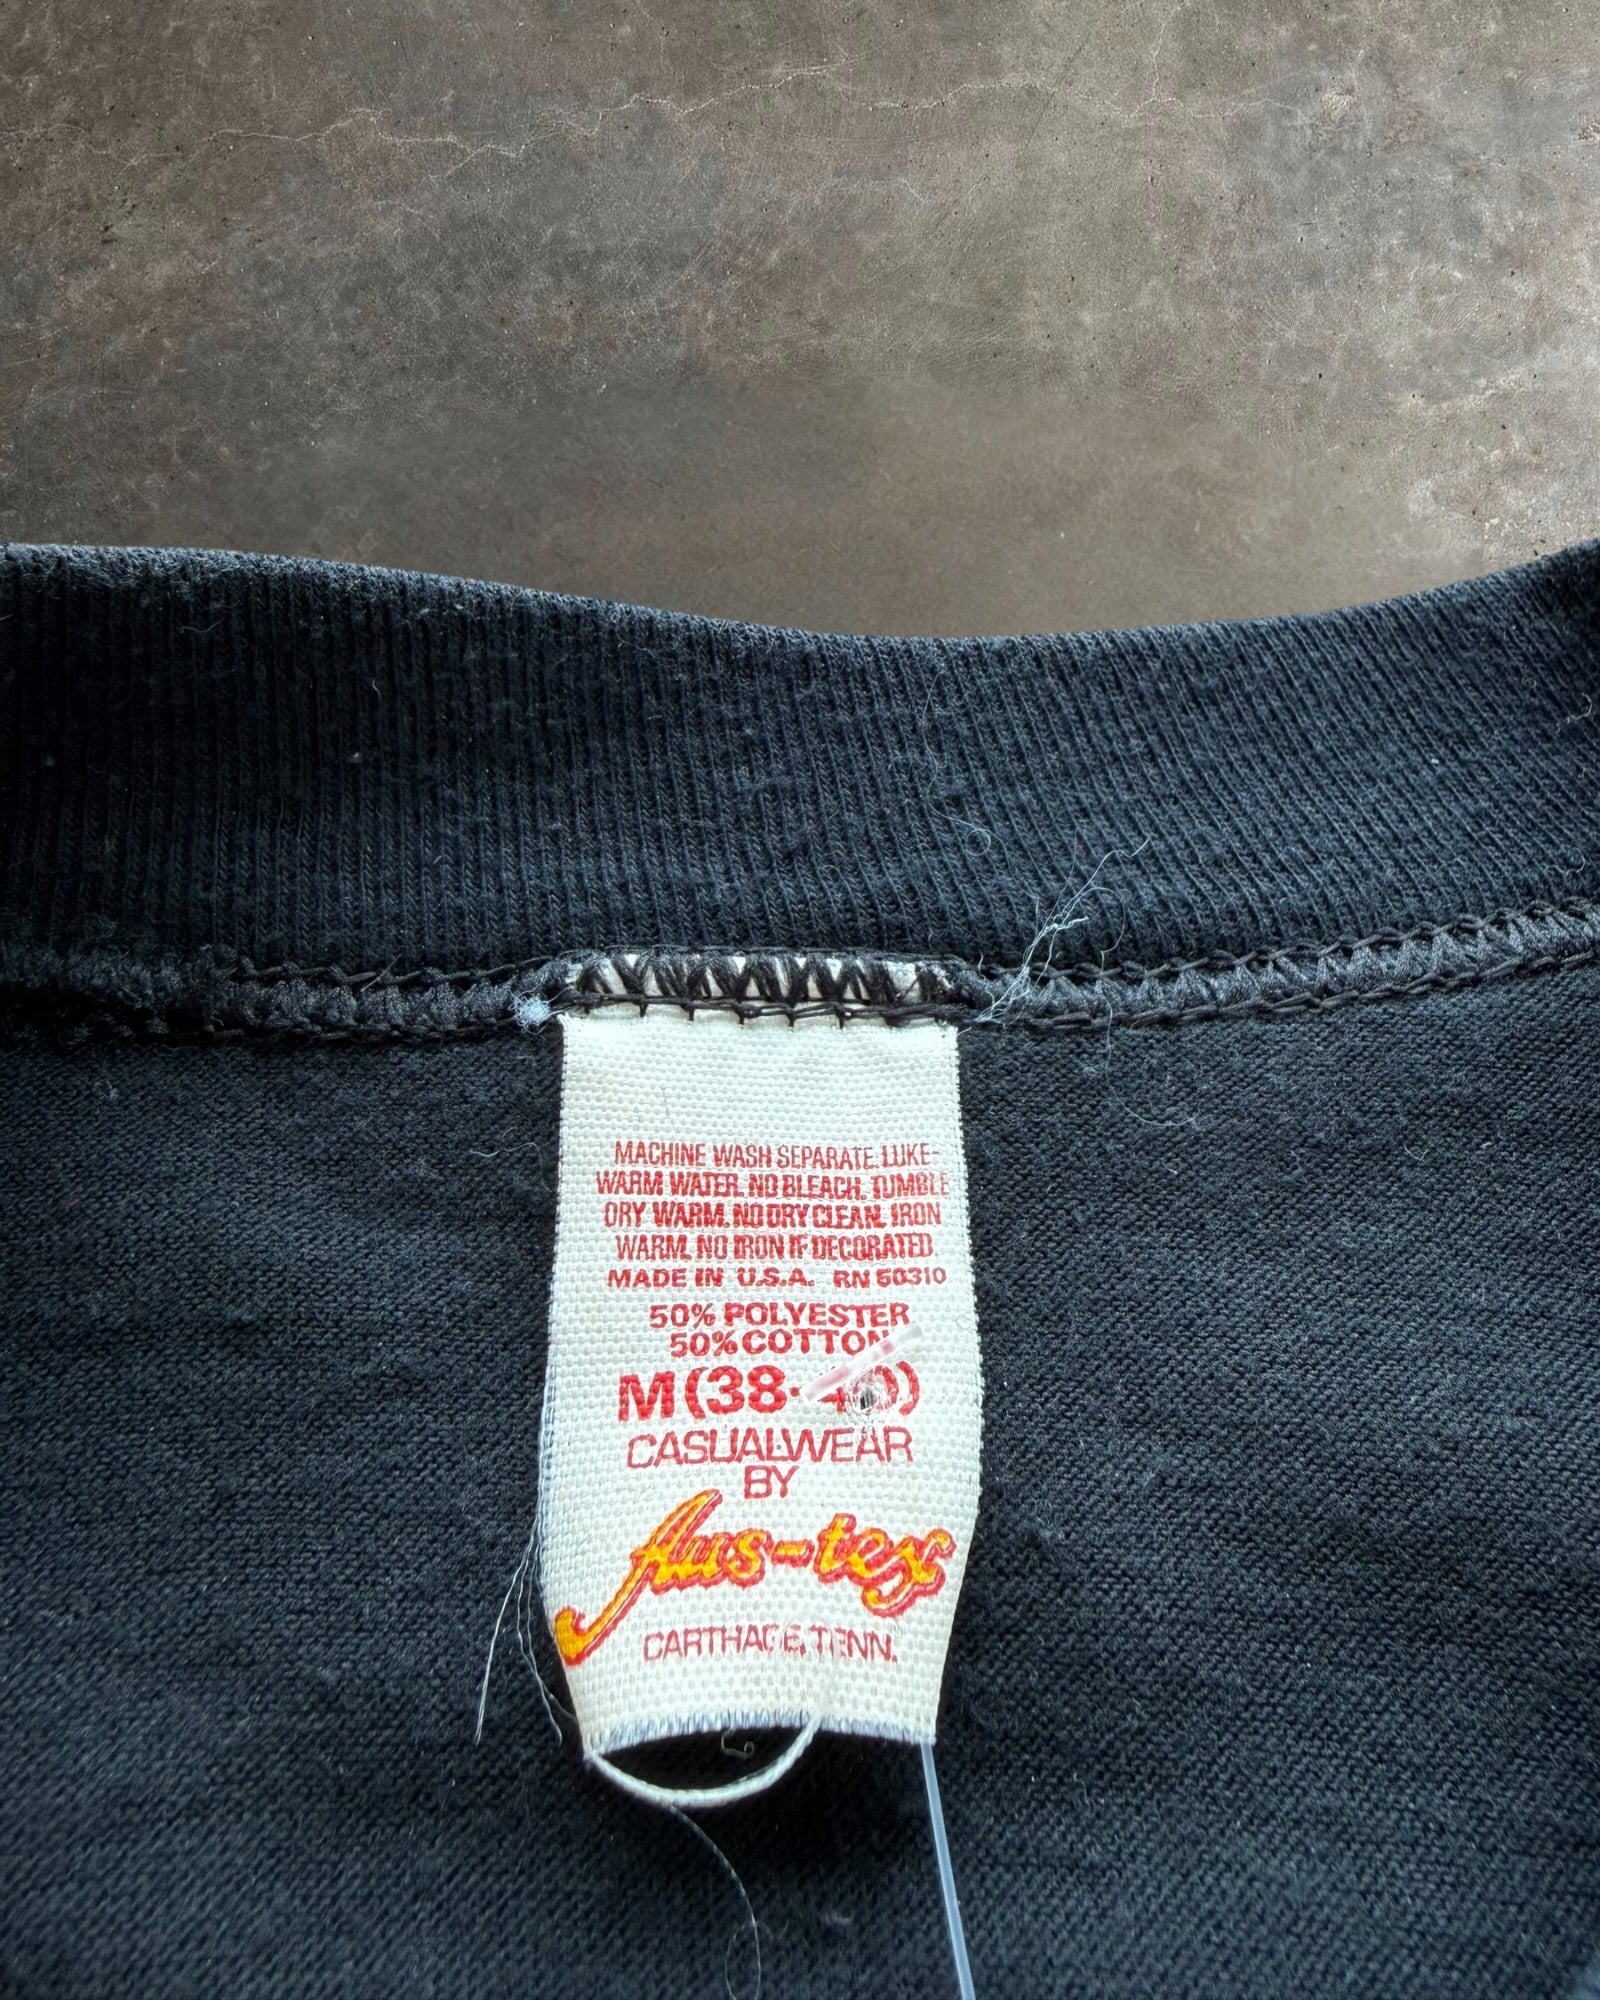 MACHINE WASH SEPARATE. LUKE-
WARM WATER. NO BLEACH. TUMBLE
DRY WARM. NO DRY CLEAN. IRON
WARM. NO IRON IF DECORATED.
MADE IN U.S.A. RN 50310
50% POLYESTER
50% COTTON
M (38-40)
CASUALWEAR
BY
Aus-tex
CARTHAGE, TENN.